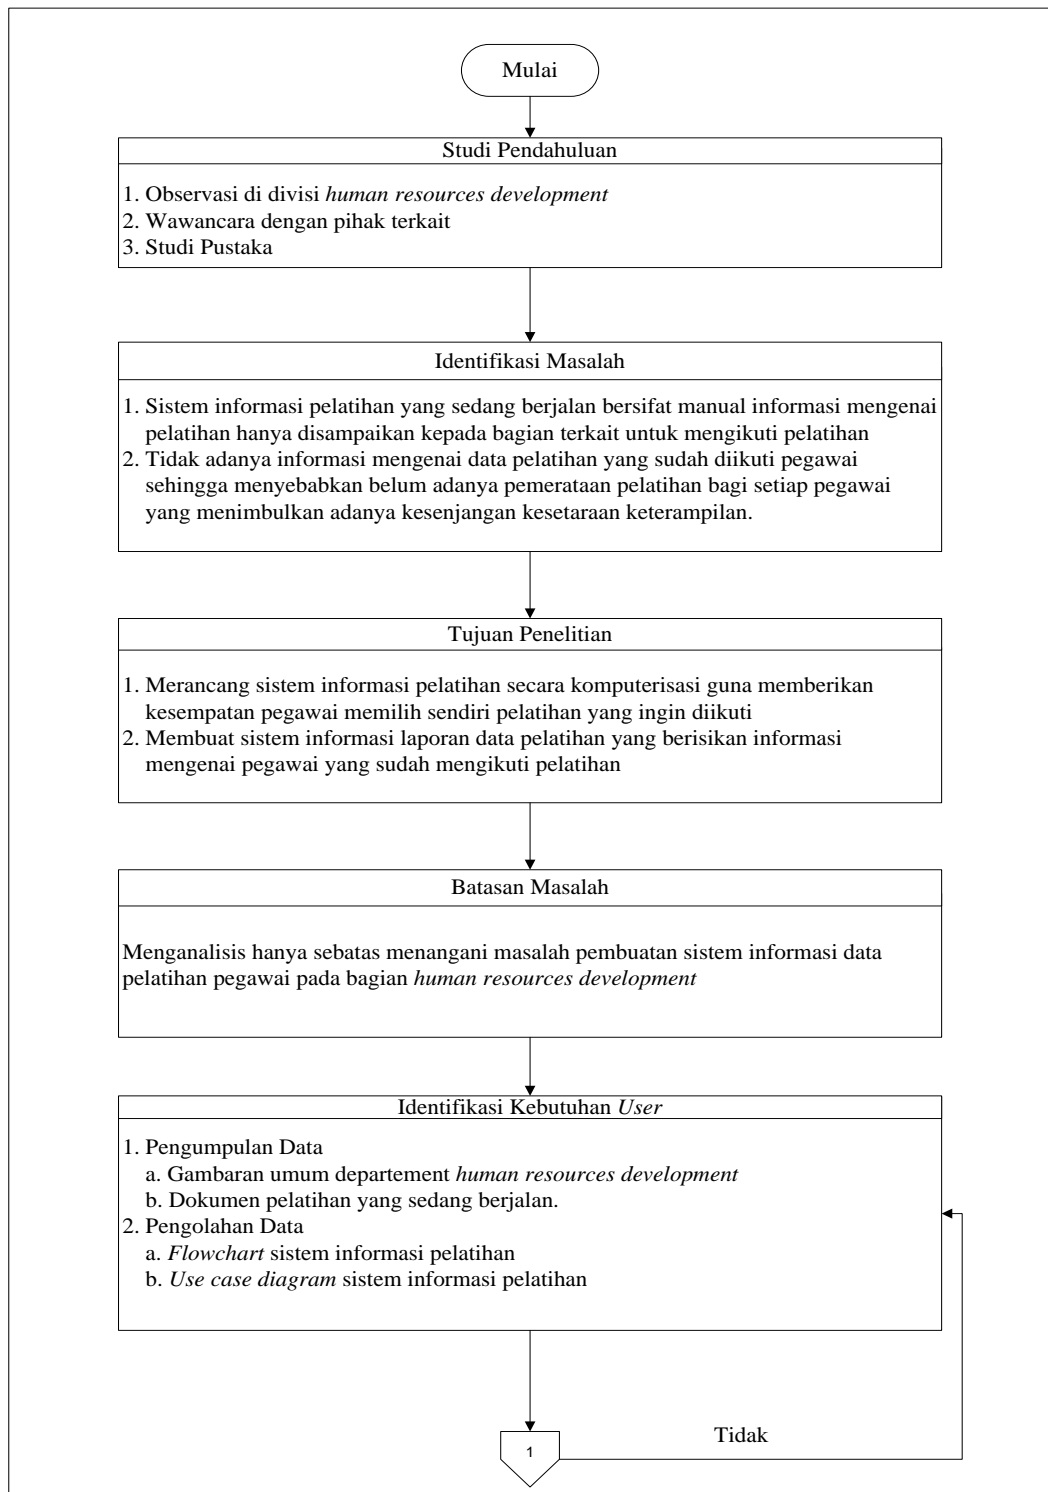 Mulai
Studi Pendahuluan
1. Observasi di divisi human resources development
2. Wawancara dengan pihak terkait
3. Studi Pustaka
Identifikasi Masalah
1. Sistem informasi pelatihan yang sedang berjalan bersifat manual informasi mengenai
pelatihan hanya disampaikan kepada bagian terkait untuk mengikuti pelatihan
2. Tidak adanya informasi mengenai data pelatihan yang sudah diikuti pegawai
sehingga menyebabkan belum adanya pemerataan pelatihan bagi setiap pegawai
yang menimbulkan adanya kesenjangan kesetaraan keterampilan.
Tujuan Penelitian
1. Merancang sistem informasi pelatihan secara komputerisasi guna memberikan
kesempatan pegawai memilih sendiri pelatihan yang ingin diikuti
2. Membuat sistem informasi laporan data pelatihan yang berisikan informasi
mengenai pegawai yang sudah mengikuti pelatihan
Batasan Masalah
Menganalisis hanya sebatas menangani masalah pembuatan sistem informasi data
pelatihan pegawai pada bagian human resources development
Identifikasi Kebutuhan User
1. Pengumpulan Data
a. Gambaran umum departement human resources development
b. Dokumen pelatihan yang sedang berjalan.
2. Pengolahan Data
a. Flowchart sistem informasi pelatihan
b. Use case diagram sistem informasi pelatihan
Tidak
1